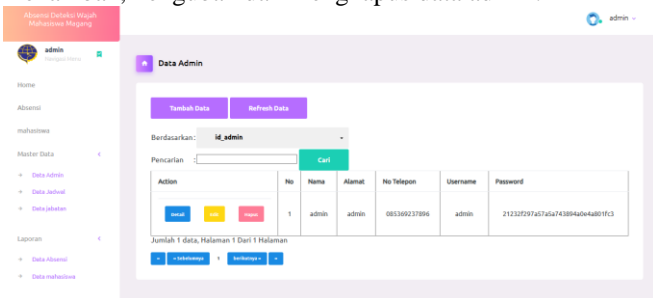 Absensi Deteksi Wajah
Mahasiswa Magang
admin
admin
Navigasi Menu
Data Admin
Home
Absensi
mahasiswa
Master Data
Data Admin
Data Jadwal
Data Jabatan
Laporan
Data Absensi
Data mahasiswa
Tambah Data
Refresh Data
Berdasarkan: id_admin
Pencarian :
Cari
Action No Nama Alamat No Telepon Username Password
detail edit hapus 1 admin admin 085369237896 admin 21232f297a57a5a743894a0e4a801fc3
Jumlah 1 data, Halaman 1 Dari 1 Halaman
« « sebelumnya 1 berikutnya » »